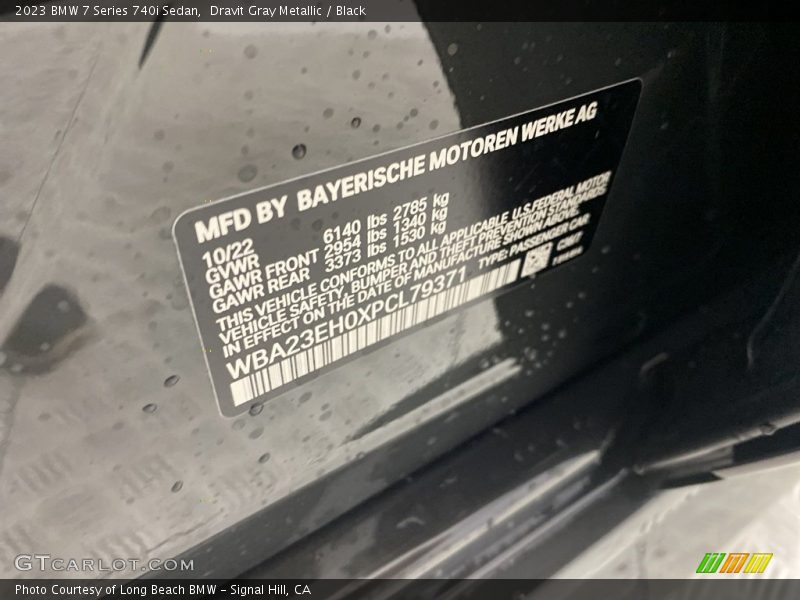 2023 BMW 7 Series 740i Sedan,  Dravit Gray Metallic / Black
MFD BY BAYERISCHE MOTOREN WERKE AG
10/22
GVWR 6140 lbs 2785 kg
GAWR FRONT 2954 lbs 1340 kg
GAWR REAR 3373 lbs 1530 kg
THIS VEHICLE CONFORMS TO ALL APPLICABLE U.S.FEDERAL MOTOR
VEHICLE SAFETY, BUMPER AND THEFT PREVENTION STANDARDS
IN EFFECT ON THE DATE OF MANUFACTURE SHOWN ABOVE.
WBA23EH0XPCL79371 TYPE: PASSENGER CAR
GTCARLOT.COM
Photo Courtesy of Long Beach BMW – Signal Hill, CA